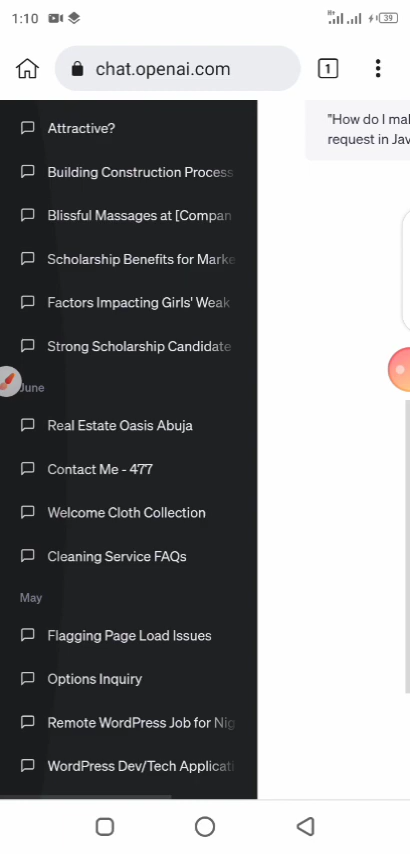 1:10
39
chat.openai.com
1
Attractive?
"How do I mak
request in Jav
Building Construction Process
Blissful Massages at [Compan
Scholarship Benefits for Marke
Factors Impacting Girls' Weak
Strong Scholarship Candidate
June
Real Estate Oasis Abuja
Contact Me - 477
Welcome Cloth Collection
Cleaning Service FAQs
May
Flagging Page Load Issues
Options Inquiry
Remote WordPress Job for Nig
WordPress Dev/Tech Applicati